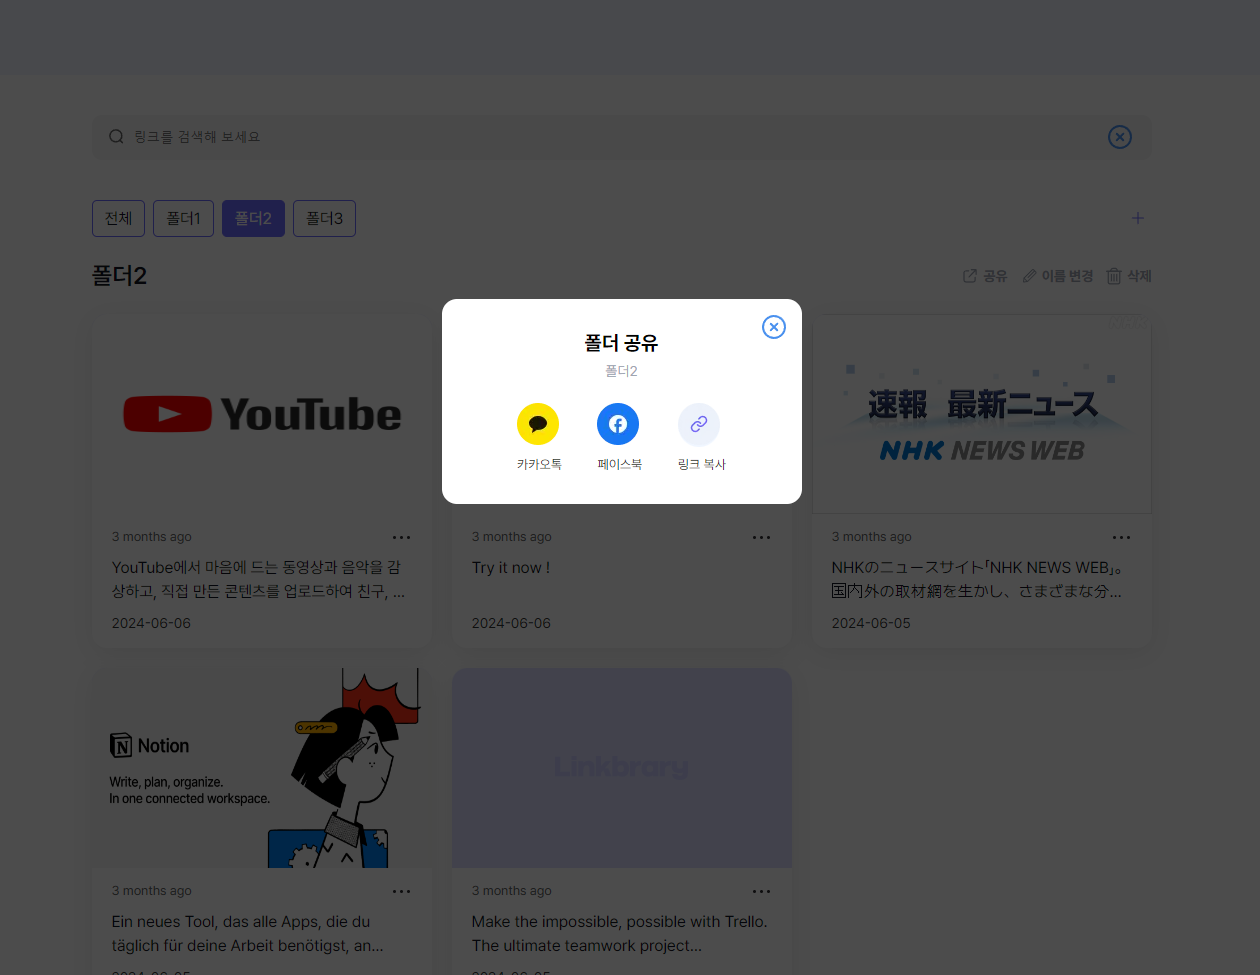 링크를 검색해 보세요
전체
폴더1
폴더2
폴더3
폴더2
공유
이름 변경
삭제
폴더 공유
폴더2
카카오톡
페이스북
링크 복사
YouTube
速報 最新ニュース
NHK NEWS WEB
3 months ago
YouTube에서 마음에 드는 동영상과 음악을 감
상하고, 직접 만든 콘텐츠를 업로드하여 친구, ...
2024-06-06
3 months ago
Try it now !
2024-06-06
3 months ago
NHKのニュースサイト｢NHK NEWS WEB｣。
国内外の取材網を生かし、さまざまな分...
2024-06-05
Notion
Write, plan, organize.
In one connected workspace.
Linkbrary
3 months ago
Ein neues Tool, das alle Apps, die du
täglich für deine Arbeit benötigst, an...
3 months ago
Make the impossible, possible with Trello.
The ultimate teamwork project...